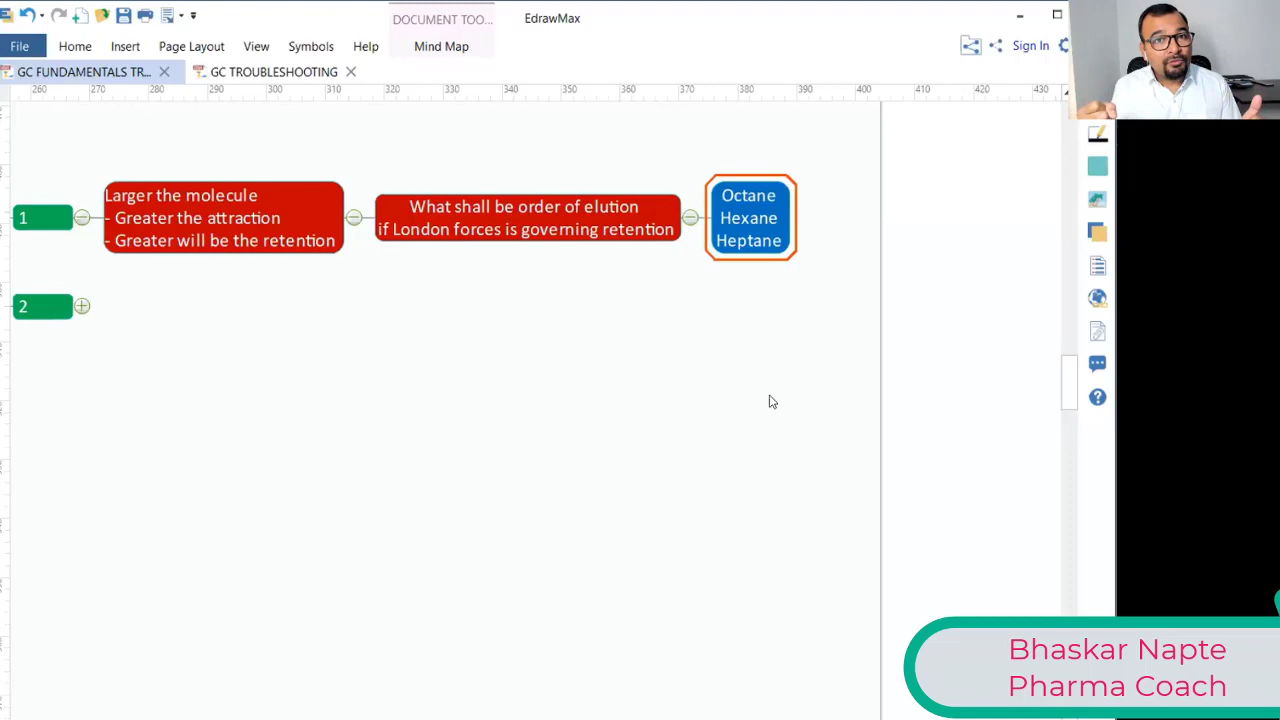 DOCUMENT TOO...
EdrawMax
File
Home
Insert
Page Layout
View
Symbols
Help
Mind Map
Sign In
GC FUNDAMENTALS TR...
GC TROUBLESHOOTING
260 270 280 290 300 310 320 330 340 350 360 370 380 390 400 410 420 430
1
Larger the molecule
- Greater the attraction
- Greater will be the retention
What shall be order of elution
if London forces is governing retention
Octane
Hexane
Heptane
2
Bhaskar Napte
Pharma Coach